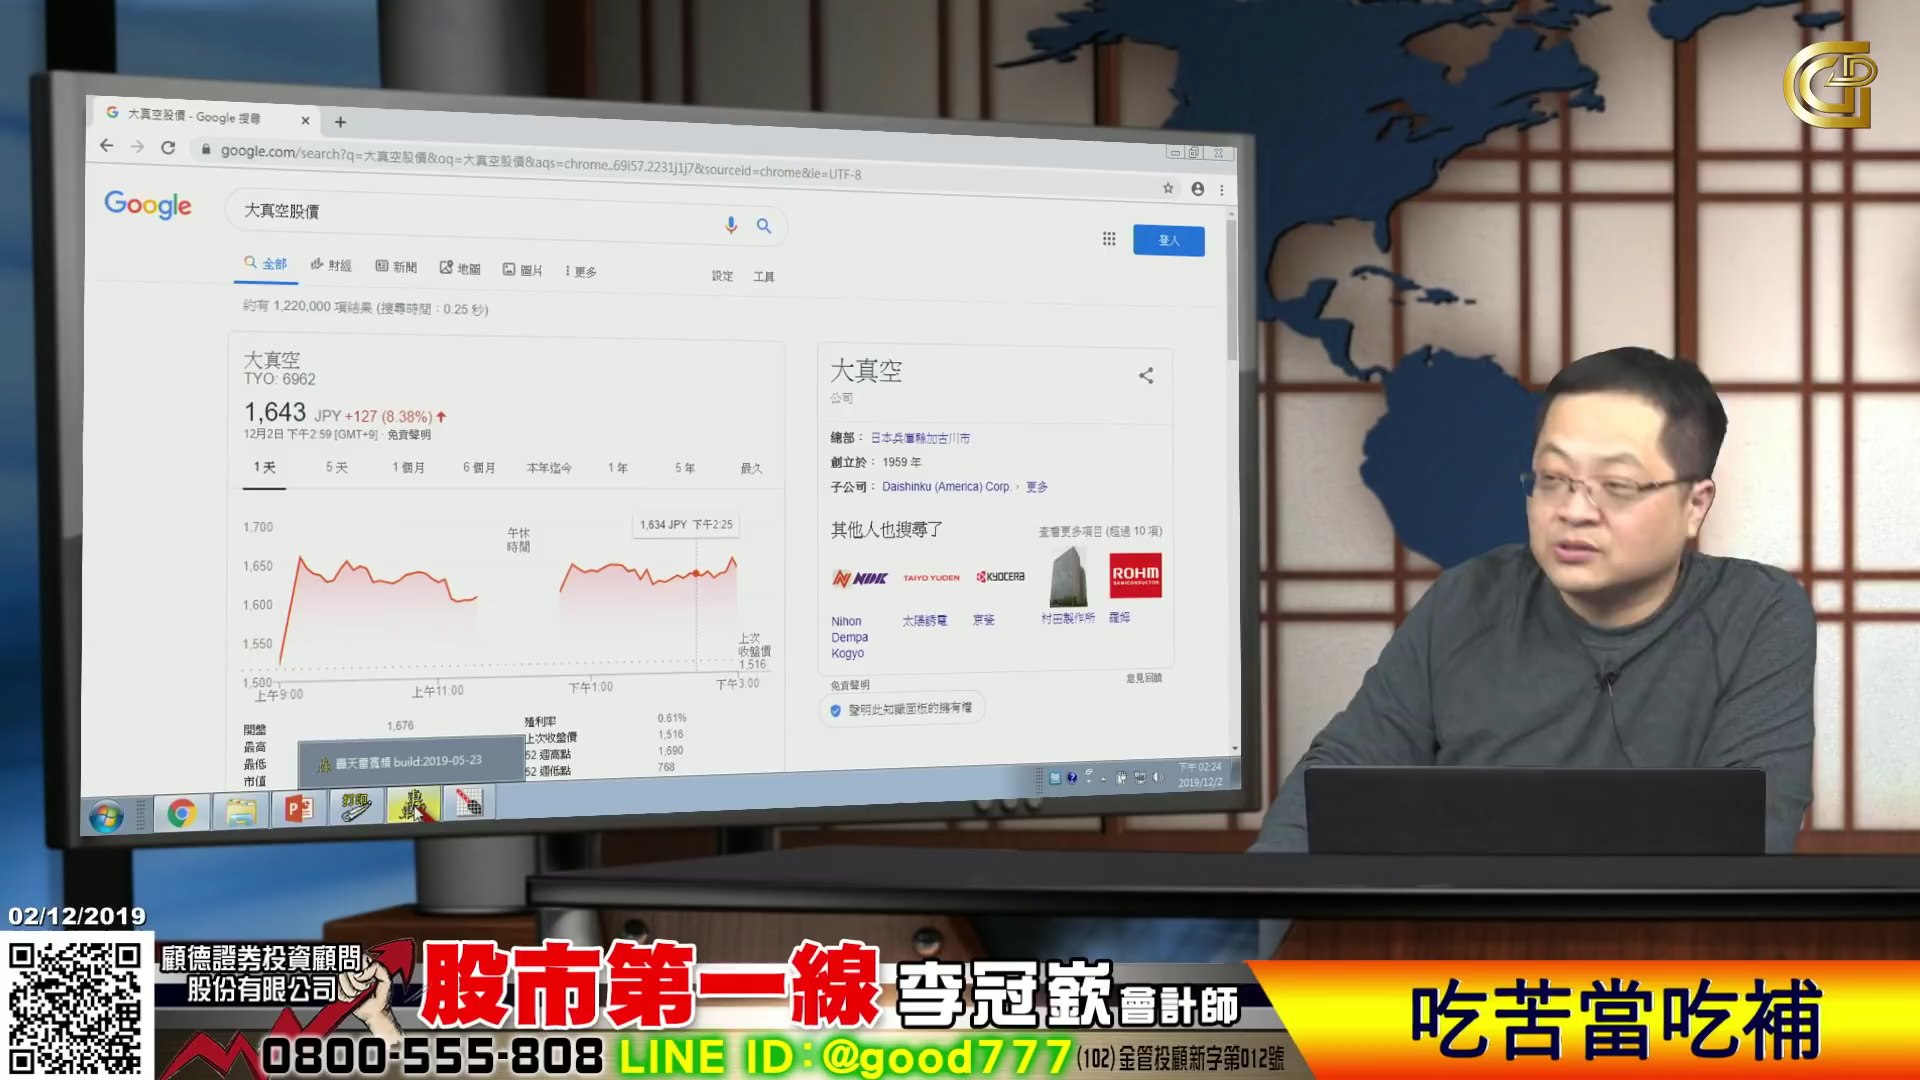 大真空股價 - Google 搜尋
google.com/search?q=大真空股價&oq=大真空股價&aqs=chrome..69i57.2231j1j7&sourceid=chrome&ie=UTF-8
Google
大真空股價
登入
全部 財經 新聞 地圖 圖片 更多 設定 工具
約有 1,220,000 項結果 (搜尋時間:0.25 秒)
大真空
TYO: 6962
1,643 JPY +127 (8.38%)
12月2日 下午2:59 [GMT+9] · 免責聲明
1 天 5 天 1 個月 6 個月 本年迄今 1 年 5 年 最久
1,634 JPY 下午2:25
午休
時間
1,700
1,650
1,600
1,550
1,500
上次
收盤價
1,516
上午9:00 上午11:00 下午1:00 下午3:00
開盤 1,676 殖利率 0.61%
最高 上次收盤價 1,516
最低 52 週高點 1,690
市值 52 週低點 768
大真空
公司
總部: 日本兵庫縣加古川市
創立於: 1959 年
子公司: Daishinku (America) Corp.,更多
其他人也搜尋了 查看更多項目 (超過 10 項)
NDK TAIYO YUDEN KYOCERA ROHM
SEMICONDUCTOR
Nihon
Dempa
Kogyo
太陽誘電 京瓷 村田製作所 羅姆
免責聲明 意見回饋
聲明此知識面板的擁有權
build:2019-05-23
下午 02:24
2019/12/2
02/12/2019
顧德證券投資顧問
股份有限公司
股市第一線 李冠嶔會計師
0800-555-808 LINE ID:@good777 (102)金管投顧新字第012號
吃苦當吃補